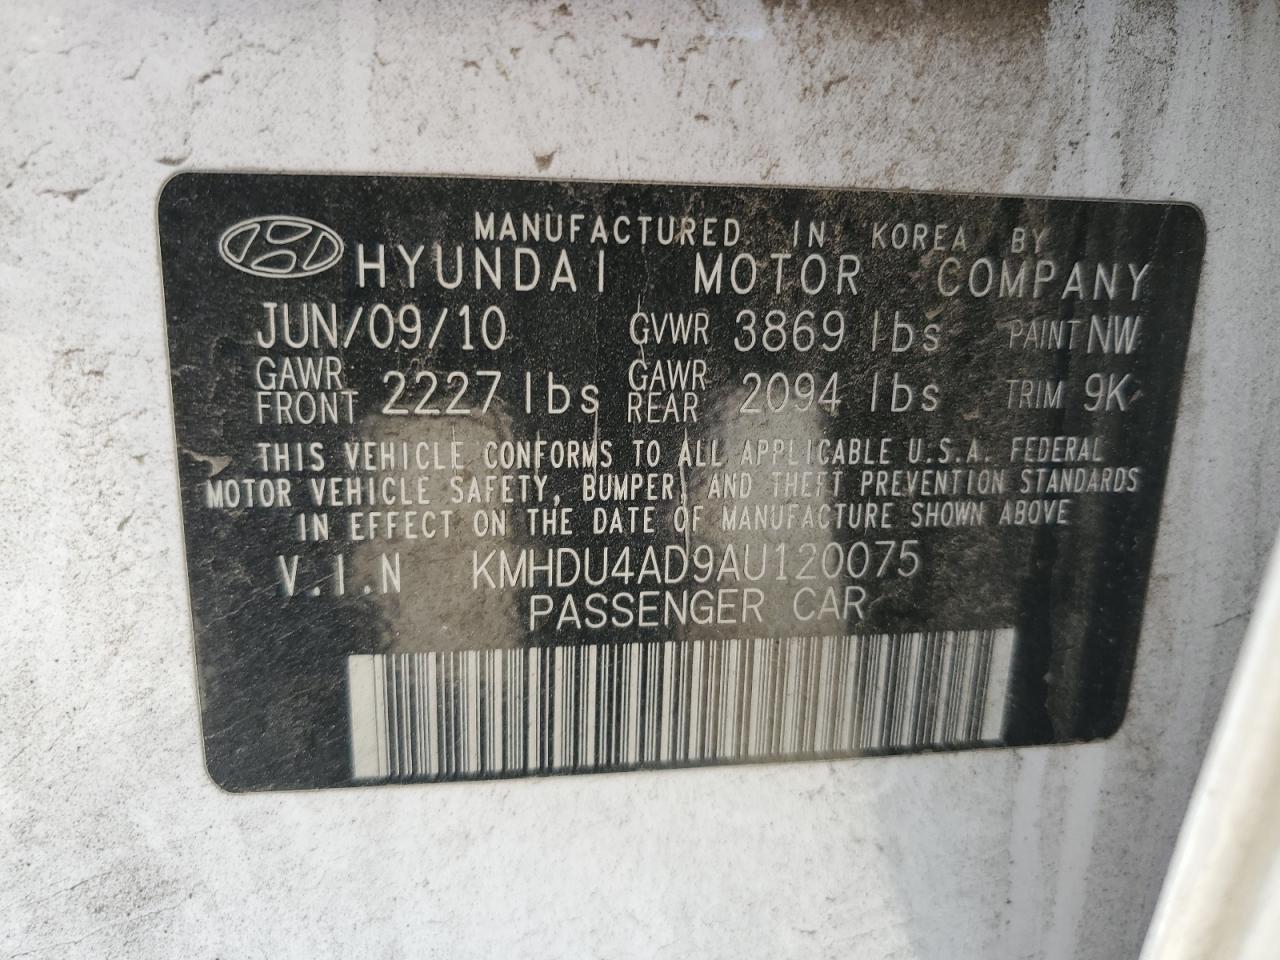 MANUFACTURED IN KOREA BY
HYUNDAI MOTOR COMPANY
JUN/09/10 GVWR 3869 lbs PAINT NW
GAWR FRONT 2227 lbs GAWR REAR 2094 lbs TRIM 9K
THIS VEHICLE CONFORMS TO ALL APPLICABLE U.S.A. FEDERAL
MOTOR VEHICLE SAFETY, BUMPER, AND THEFT PREVENTION STANDARDS
IN EFFECT ON THE DATE OF MANUFACTURE SHOWN ABOVE
V.I.N KMHDU4AD9AU120075
PASSENGER CAR